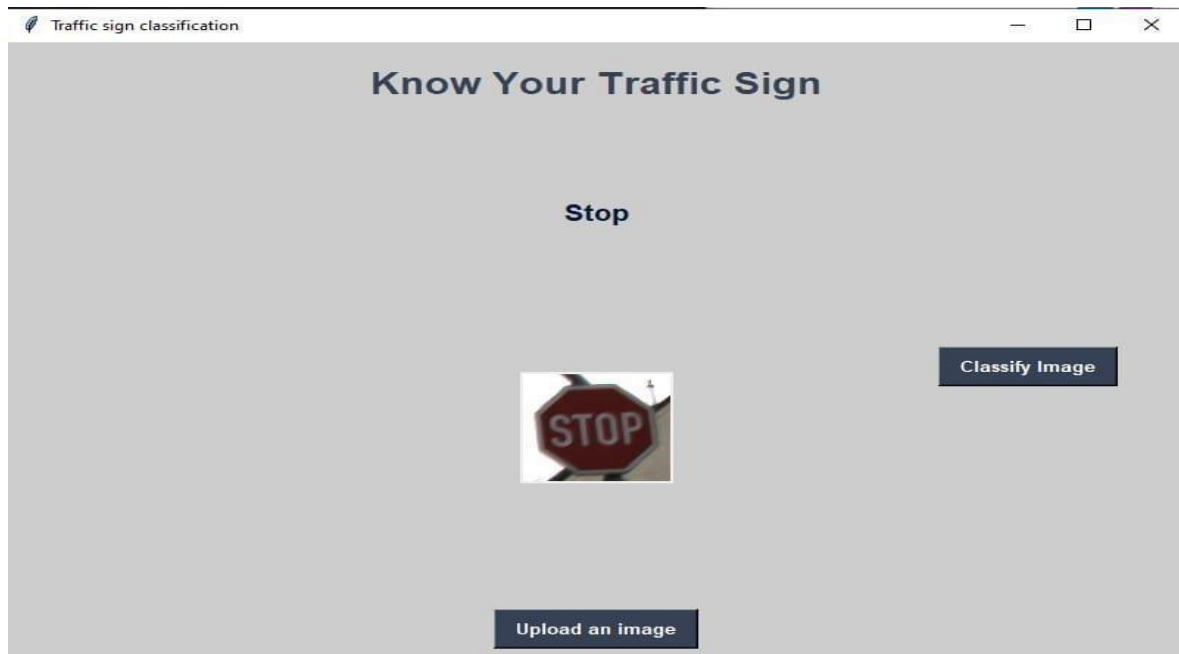 Traffic sign classification
Know Your Traffic Sign
Stop
Classify Image
STOP
Upload an image